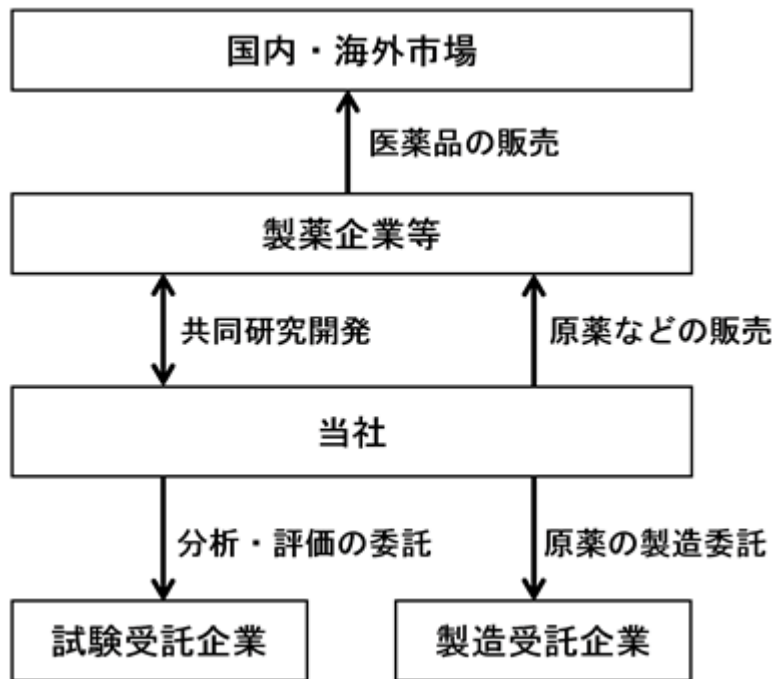 国内・海外市場
医薬品の販売
製薬企業等
共同研究開発
原薬などの販売
当社
分析・評価の委託
原薬の製造委託
試験受託企業
製造受託企業